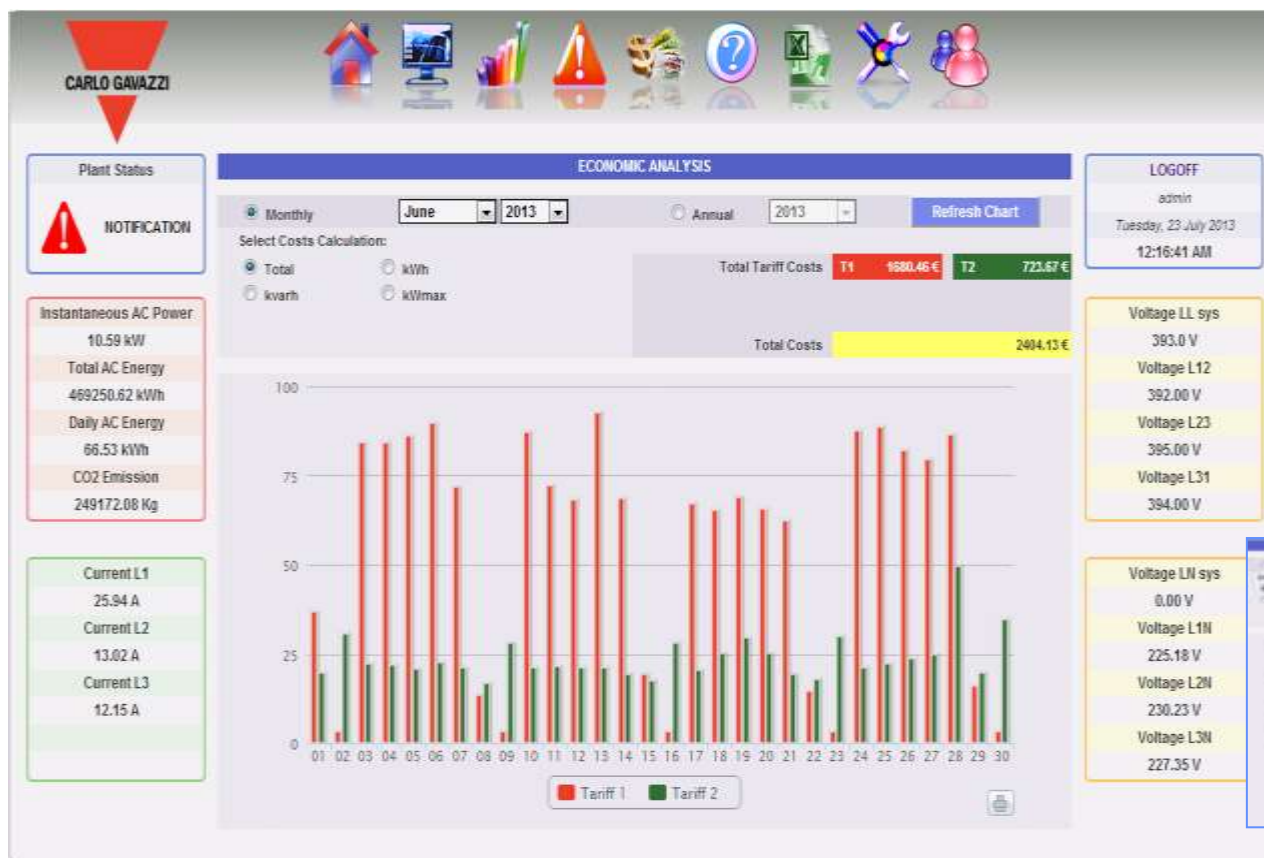 CARLO GAVAZZI
Plant Status
NOTIFICATION
Instantaneous AC Power
10.59 kW
Total AC Energy
469250.62 kWh
Daily AC Energy
66.53 kWh
CO2 Emission
249172.08 Kg
Current L1
25.94 A
Current L2
13.02 A
Current L3
12.15 A
ECONOMIC ANALYSIS
Monthly June 2013 Annual 2013 Refresh Chart
Select Costs Calculation:
Total kWh
kvarh kWmax
Total Tariff Costs T1 1680.46 € T2 723.67 €
Total Costs 2404.13 €
100
75
50
25
0
01 02 03 04 05 06 07 08 09 10 11 12 13 14 15 16 17 18 19 20 21 22 23 24 25 26 27 28 29 30
Tariff 1 Tariff 2
LOGOFF
admin
Tuesday, 23 July 2013
12:16:41 AM
Voltage LL sys
393.0 V
Voltage L12
392.00 V
Voltage L23
395.00 V
Voltage L31
394.00 V
Voltage LN sys
0.00 V
Voltage L1N
225.18 V
Voltage L2N
230.23 V
Voltage L3N
227.35 V